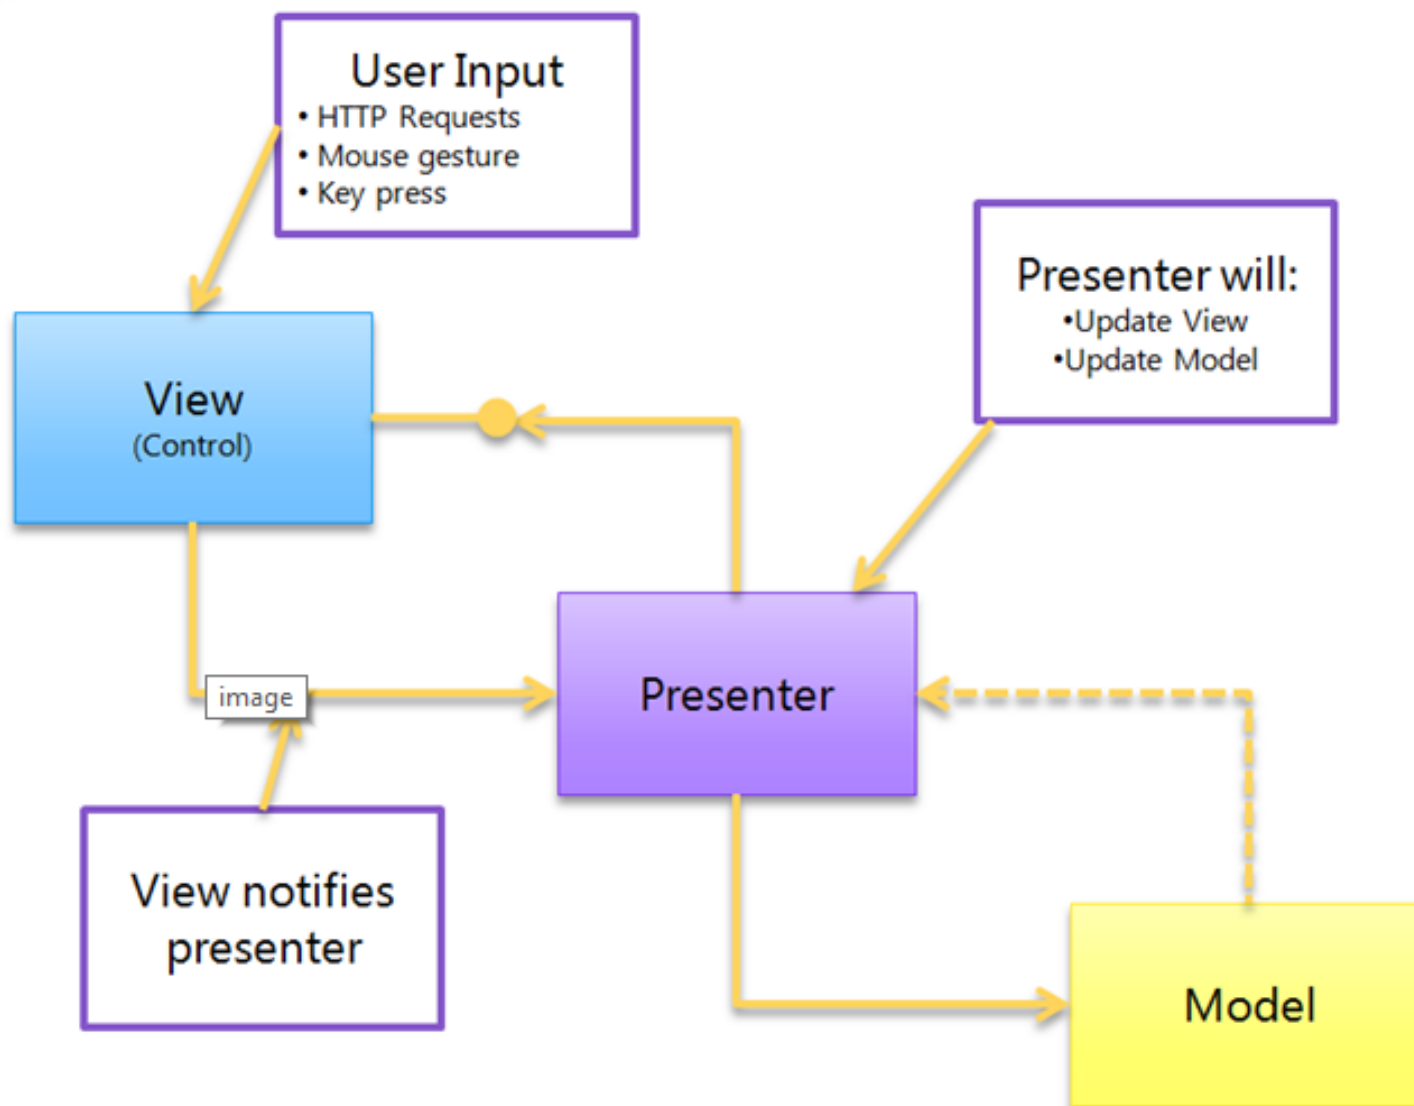 User Input
• HTTP Requests
• Mouse gesture
• Key press
Presenter will:
•Update View
•Update Model
View
(Control)
image
Presenter
View notifies
presenter
Model